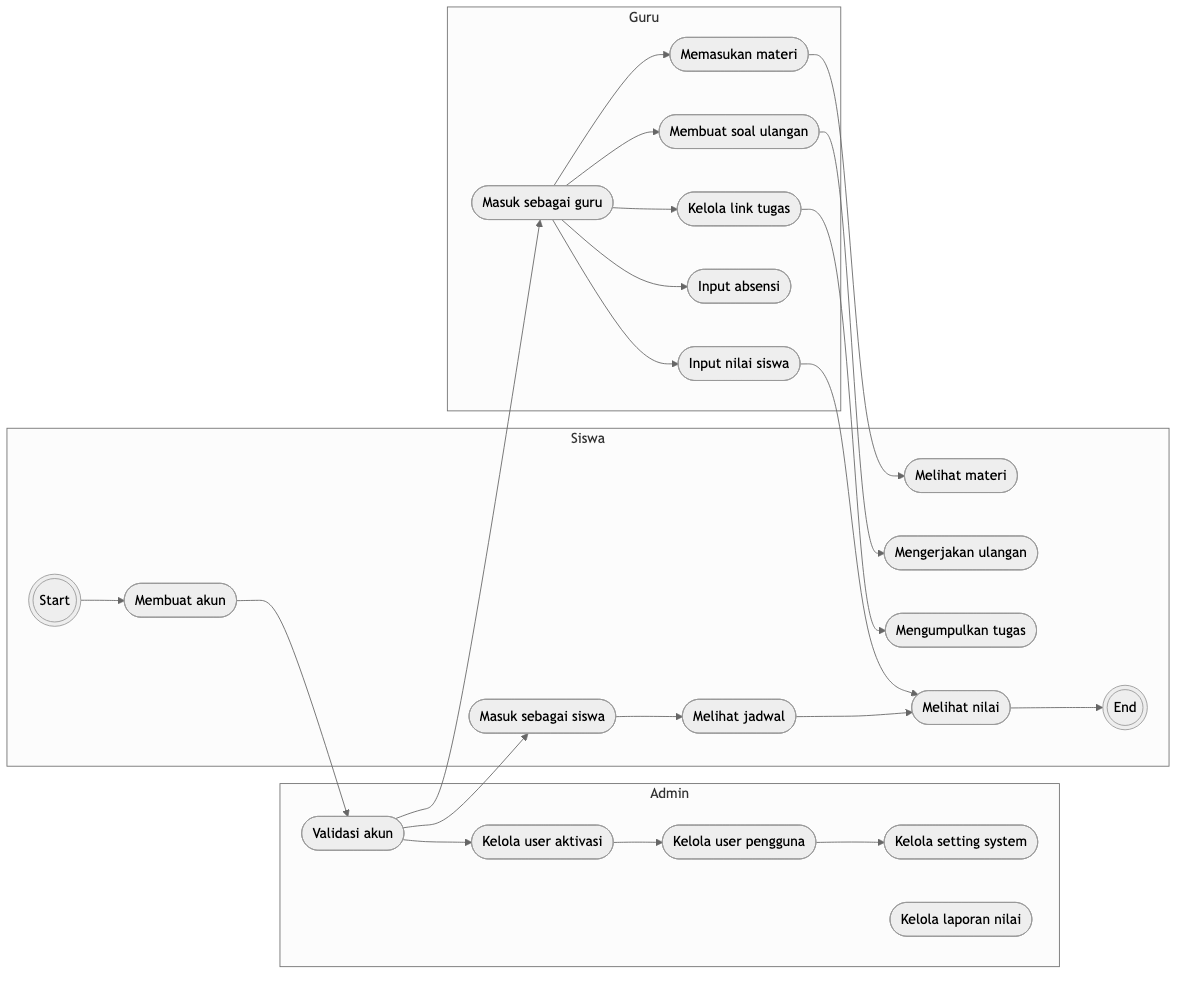 Guru
Memasukan materi
Membuat soal ulangan
Masuk sebagai guru
Kelola link tugas
Input absensi
Input nilai siswa
Siswa
Melihat materi
Mengerjakan ulangan
Start
Membuat akun
Mengumpulkan tugas
Masuk sebagai siswa
Melihat jadwal
Melihat nilai
End
Admin
Validasi akun
Kelola user aktivasi
Kelola user pengguna
Kelola setting system
Kelola laporan nilai